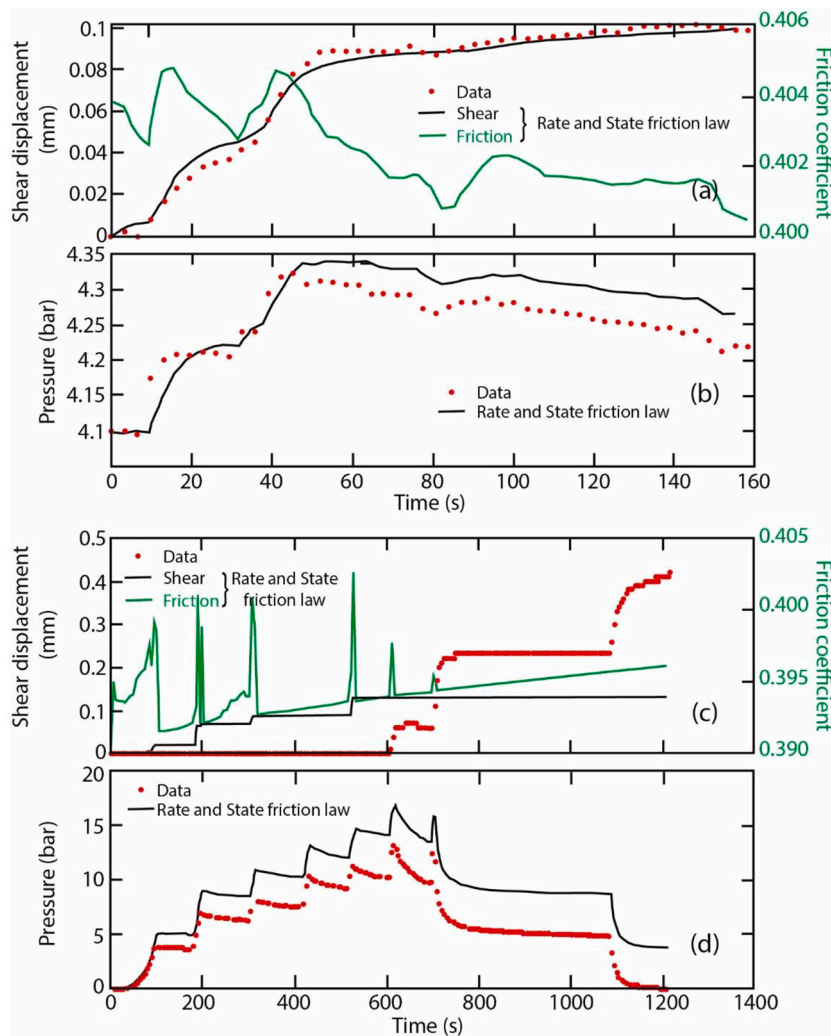 0.1
0.08
0.06
0.04
0.02
0
Shear displacement
(mm)
0.406
0.404
0.402
0.400
Friction coefficient
Data
Shear
Friction
} Rate and State friction law
(a)
4.35
4.3
4.25
4.2
4.15
4.1
4.05
Pressure (bar)
Data
Rate and State friction law
(b)
0 20 40 60 80 100 120 140 160
Time (s)
0.5
0.4
0.3
0.2
0.1
0
Shear displacement
(mm)
0.405
0.400
0.395
0.390
Friction coefficient
Data
Shear
Friction
} Rate and State
friction law
(c)
20
15
10
5
0
Pressure (bar)
Data
Rate and State friction law
(d)
0 200 400 600 800 1000 1200 1400
Time (s)